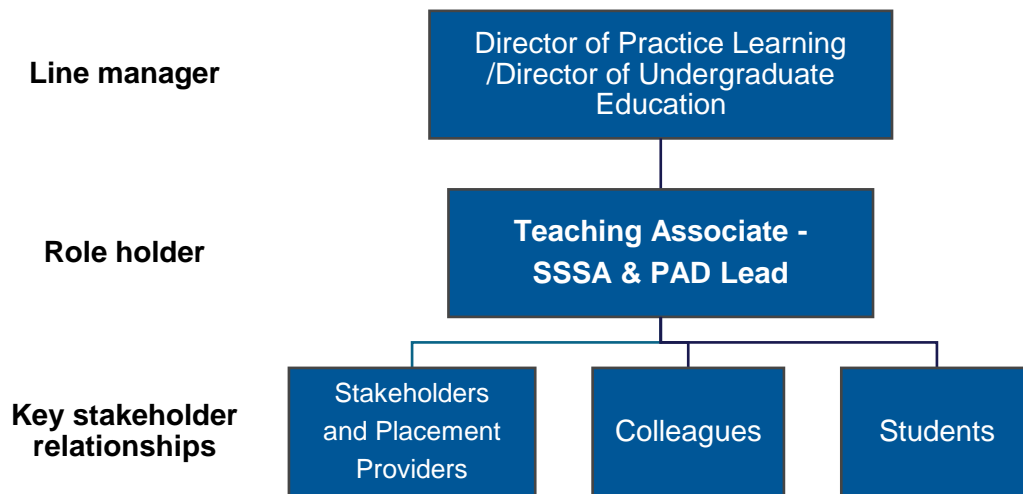 Line manager
Director of Practice Learning
/Director of Undergraduate
Education
Role holder
Teaching Associate -
SSSA & PAD Lead
Key stakeholder
relationships
Stakeholders
and Placement
Providers
Colleagues
Students